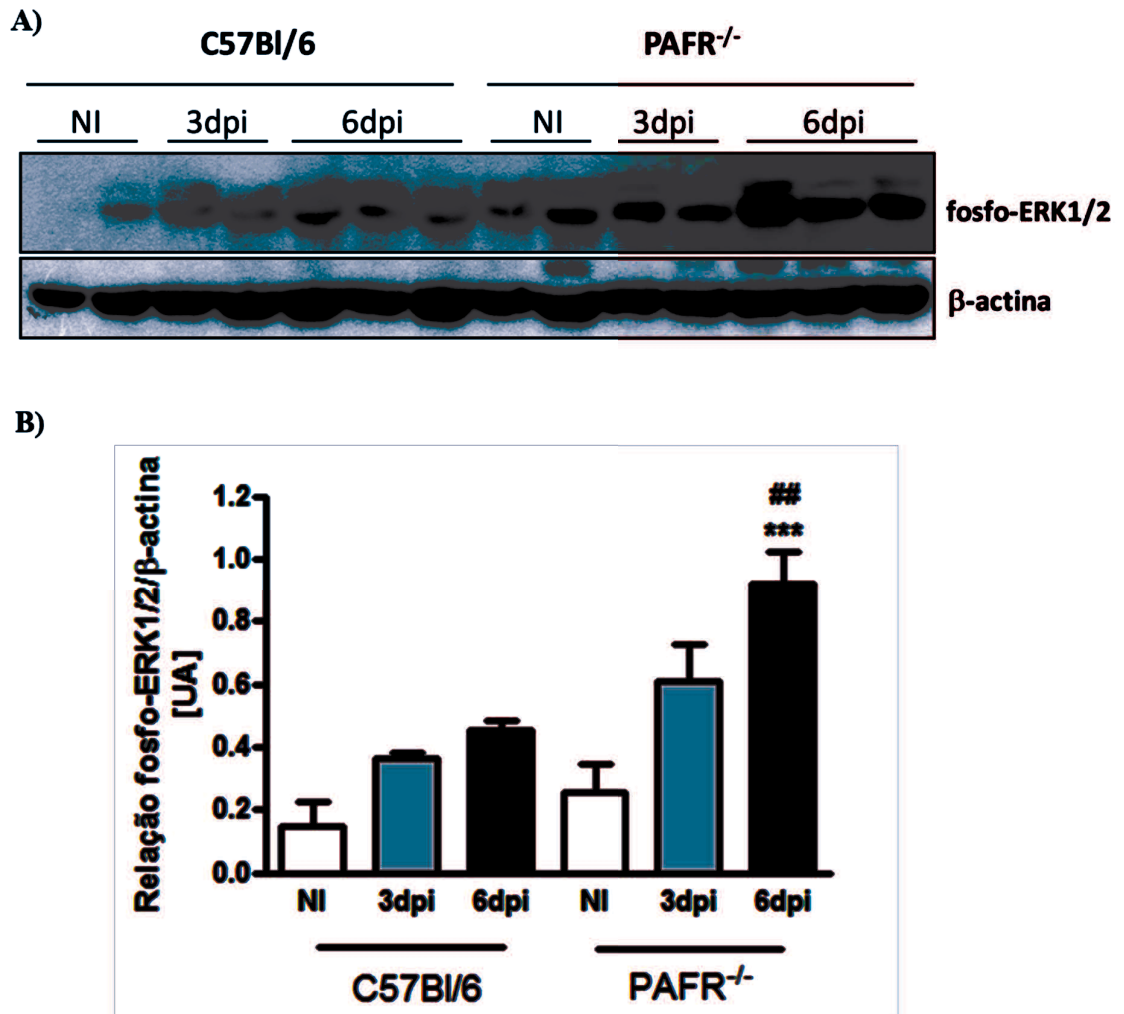 A)
C57Bl/6 PAFR-/-
NI 3dpi 6dpi NI 3dpi 6dpi
fosfo-ERK1/2
β-actina
B)
Relação fosfo-ERK1/2/β-actina
[UA]
1.2
1.0
0.8
0.6
0.4
0.2
0.0
##
***
NI 3dpi 6dpi NI 3dpi 6dpi
C57Bl/6 PAFR-/-